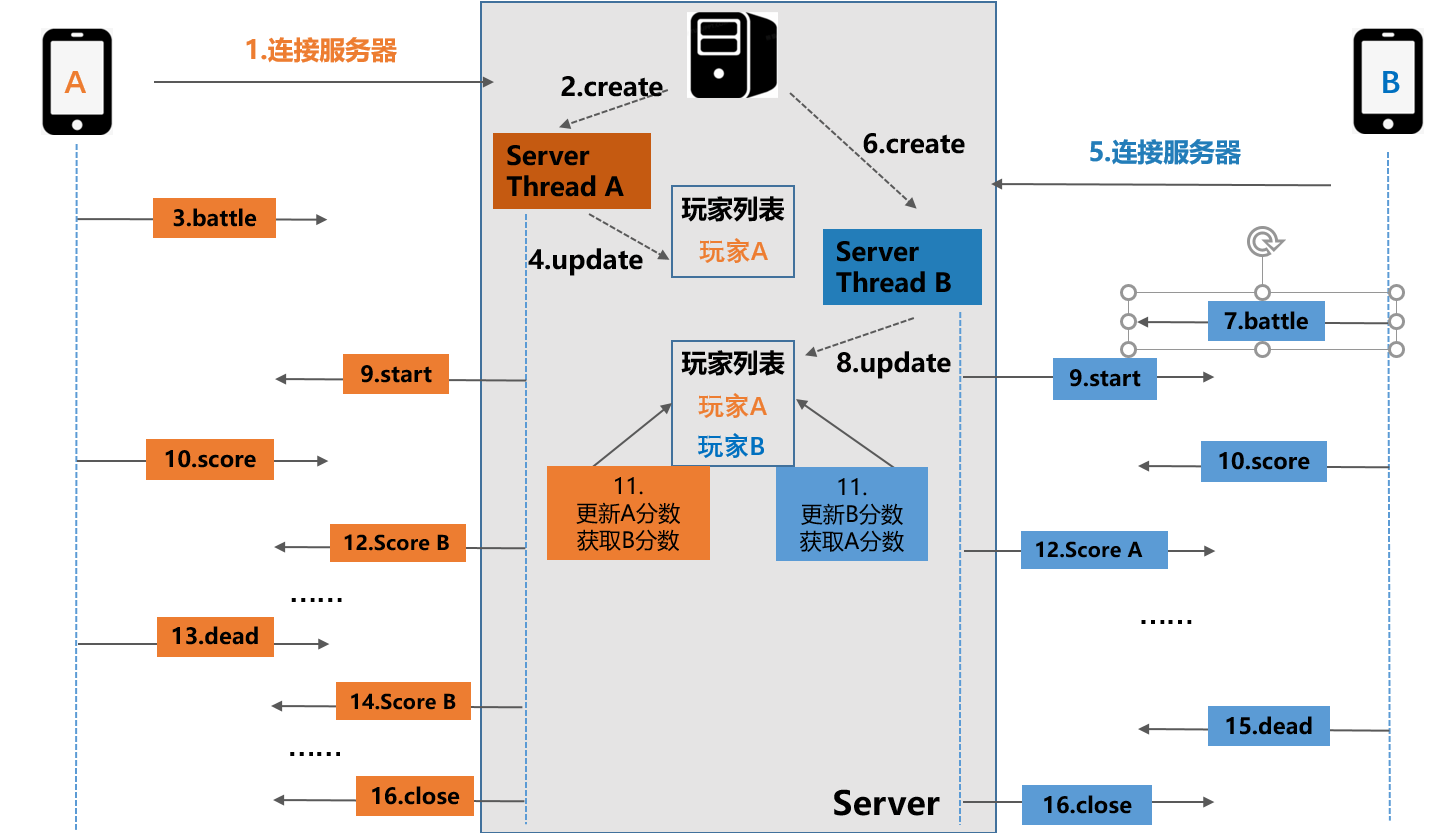 A
1.连接服务器
2.create
B
6.create
5.连接服务器
Server
Thread A
3.battle
玩家列表
玩家A
4.update
Server
Thread B
7.battle
玩家列表
玩家A
玩家B
8.update
9.start
9.start
10.score
10.score
11.
更新A分数
获取B分数
11.
更新B分数
获取A分数
12.Score B
12.Score A
……
……
13.dead
14.Score B
15.dead
……
16.close
Server
16.close